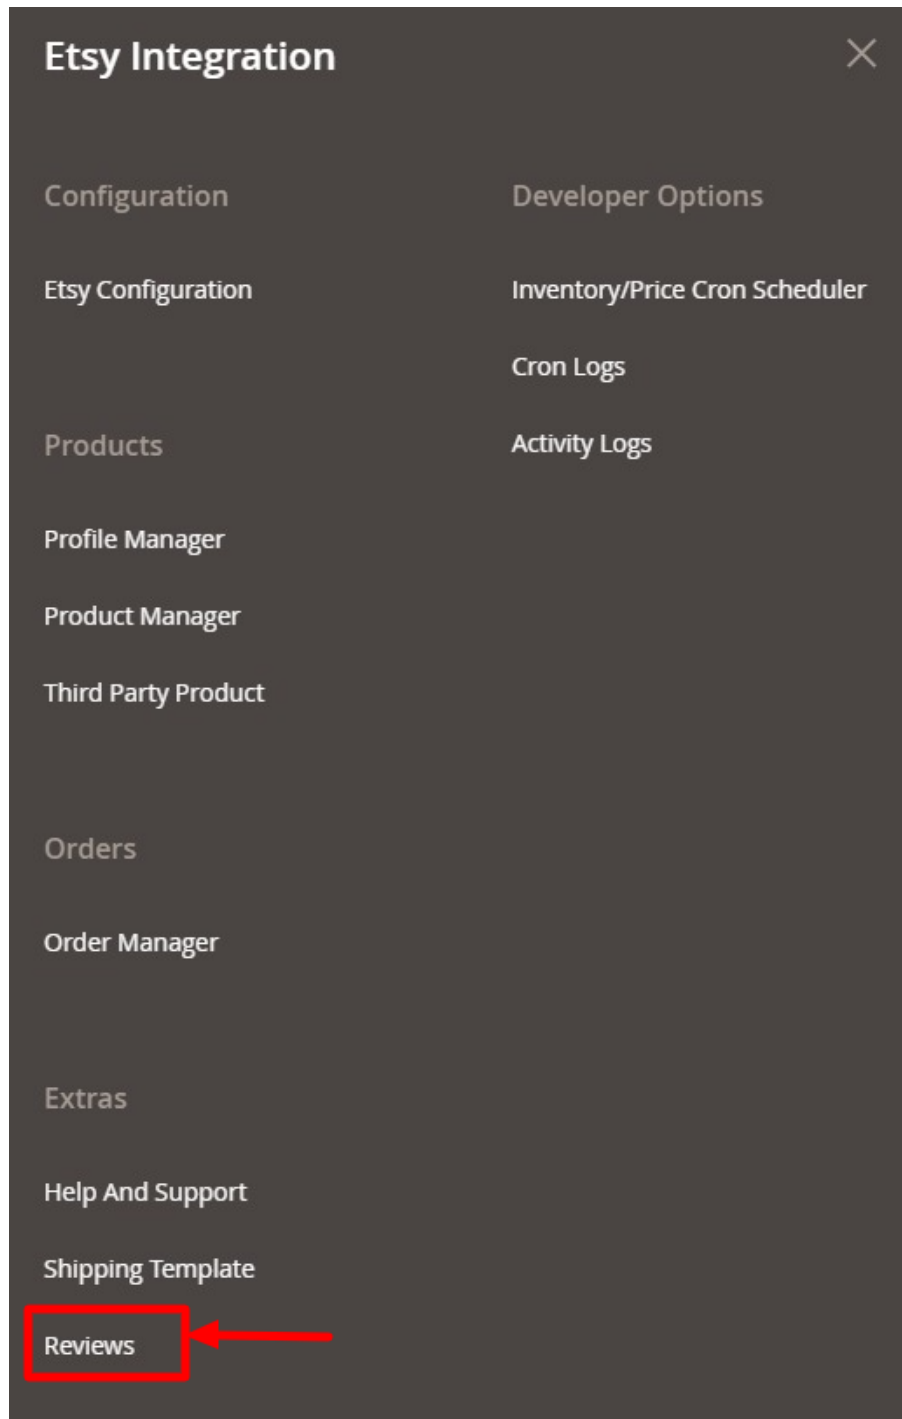 Etsy Integration
Configuration
Etsy Configuration
Products
Profile Manager
Product Manager
Third Party Product
Orders
Order Manager
Extras
Help And Support
Shipping Template
Reviews
Developer Options
Inventory/Price Cron Scheduler
Cron Logs
Activity Logs